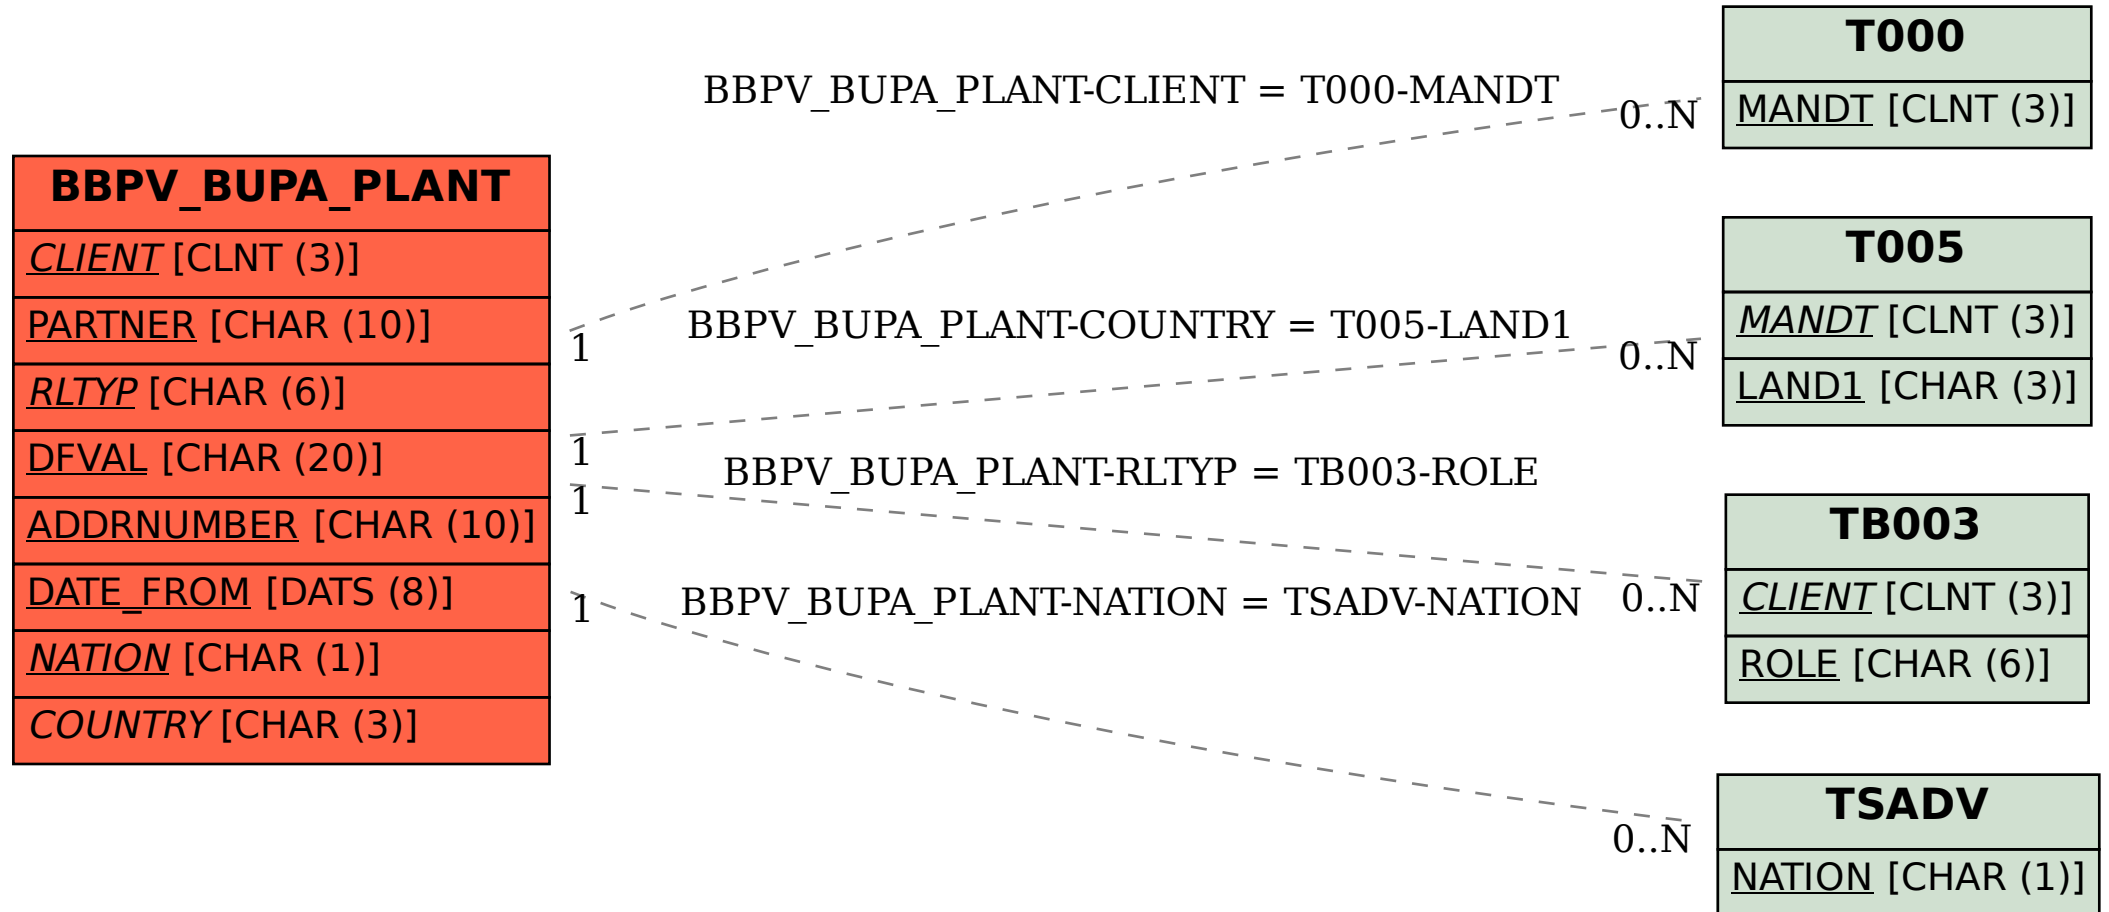 BBPV_BUPA_PLANT
CLIENT [CLNT (3)]
PARTNER [CHAR (10)]
RLTYP [CHAR (6)]
DFVAL [CHAR (20)]
ADDRNUMBER [CHAR (10)]
DATE_FROM [DATS (8)]
NATION [CHAR (1)]
COUNTRY [CHAR (3)]
BBPV_BUPA_PLANT-CLIENT = T000-MANDT
0..N
1
BBPV_BUPA_PLANT-COUNTRY = T005-LAND1
0..N
1
BBPV_BUPA_PLANT-RLTYP = TB003-ROLE
1
0..N
BBPV_BUPA_PLANT-NATION = TSADV-NATION
1
0..N
T000
MANDT [CLNT (3)]
T005
MANDT [CLNT (3)]
LAND1 [CHAR (3)]
TB003
CLIENT [CLNT (3)]
ROLE [CHAR (6)]
TSADV
NATION [CHAR (1)]